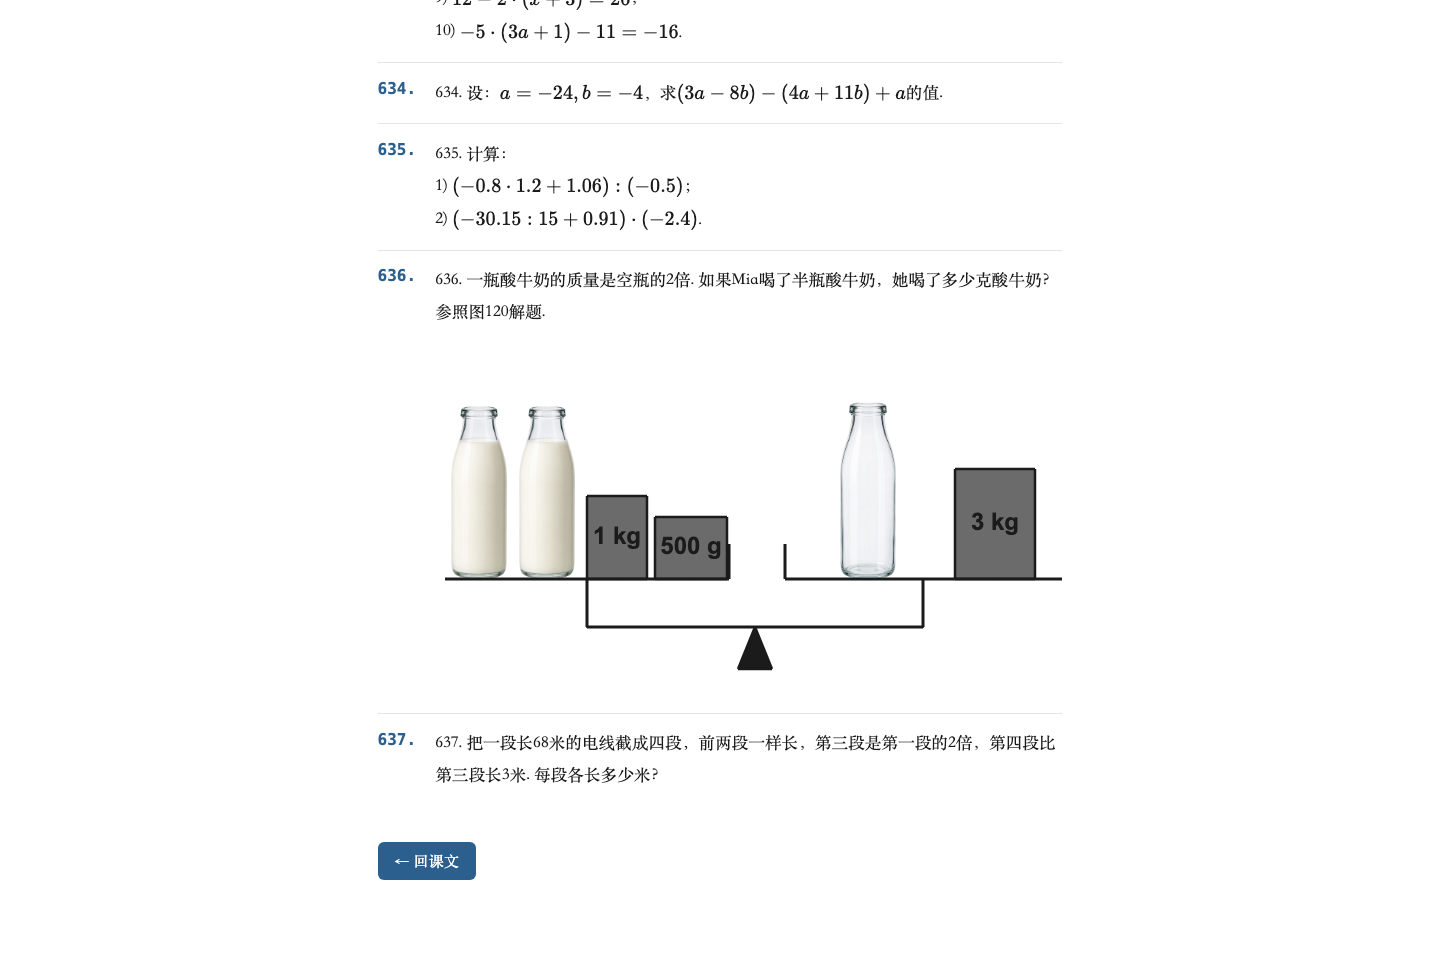 9) 12 − 2 · (x + 3) = 26;
10) −5 · (3a + 1) − 11 = −16.
634. 634. 设：a = −24, b = −4，求(3a − 8b) − (4a + 11b) + a的值.
635. 635. 计算：
1) (−0.8 · 1.2 + 1.06) : (−0.5)；
2) (−30.15 : 15 + 0.91) · (−2.4).
636. 636. 一瓶酸牛奶的质量是空瓶的2倍. 如果Mia喝了半瓶酸牛奶，她喝了多少克酸牛奶？
参照图120解题.
1 kg
500 g
3 kg
637. 637. 把一段长68米的电线截成四段，前两段一样长，第三段是第一段的2倍，第四段比
第三段长3米. 每段各长多少米？
← 回课文